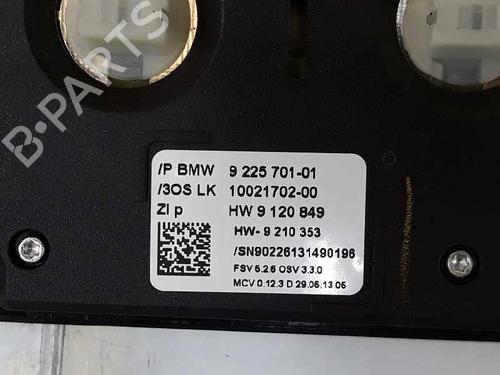 B-PARTS
/P BMW 9 225 701-01
/3OS LK 10021702-00
ZI p HW 9 120 849
HW- 9 210 353
/SN90226131490196
FSV 5.2.6 OSV 3.3.0
MCV 0.12.3 D 29.05.13 05